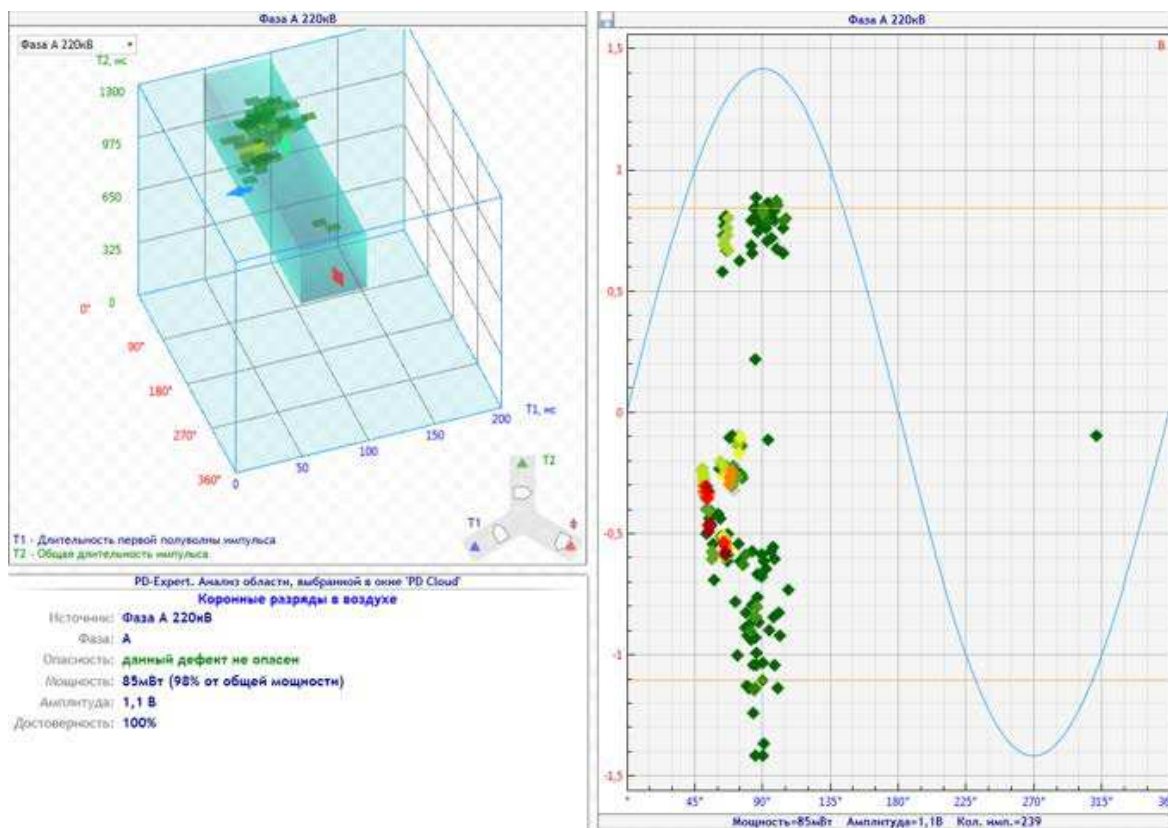 Фаза А 220кВ
Фаза А 220кВ
T2, нс
1300
975
650
325
0
0°
90°
180°
270°
360°
0
50
100
150
200
T1, нс
T2
T1
ф
T1 - Длительность первой полуволны импульса
T2 - Общая длительность импульса
PD-Expert. Анализ области, выбранной в окне 'PD Cloud'
Коронные разряды в воздухе
Источник: Фаза А 220кВ
Фаза: А
Опасность: данный дефект не опасен
Мощность: 85мВт (98% от общей мощности)
Амплитуда: 1,1 В
Достоверность: 100%
Фаза А 220кВ
В
1,5
1
0,5
0
-0,5
-1
-1,5
°
45°
90°
135°
180°
225°
270°
315°
36
Мощность=85мВт Амплитуда=1,1В Кол. имп.=239